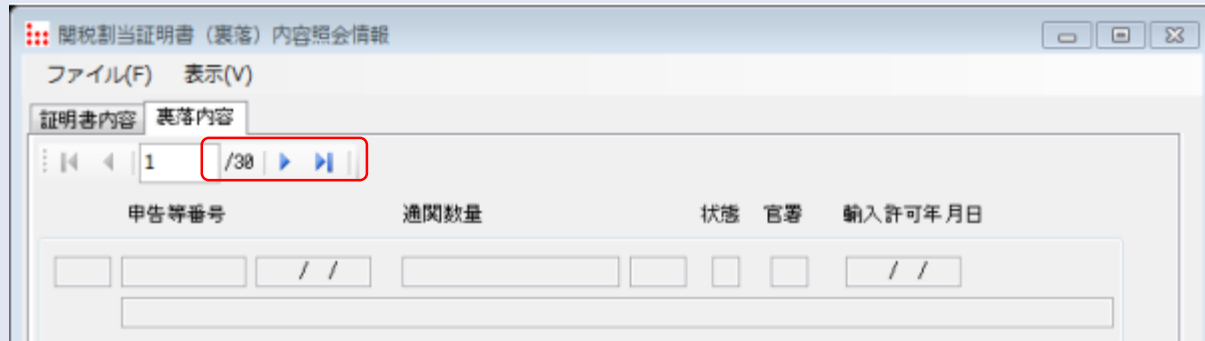 関税割当証明書（裏落）内容照会情報
ファイル(F) 表示(V)
証明書内容 裏落内容
1 /30
申告等番号 通関数量 状態 官署 輸入許可年月日
/ / / /